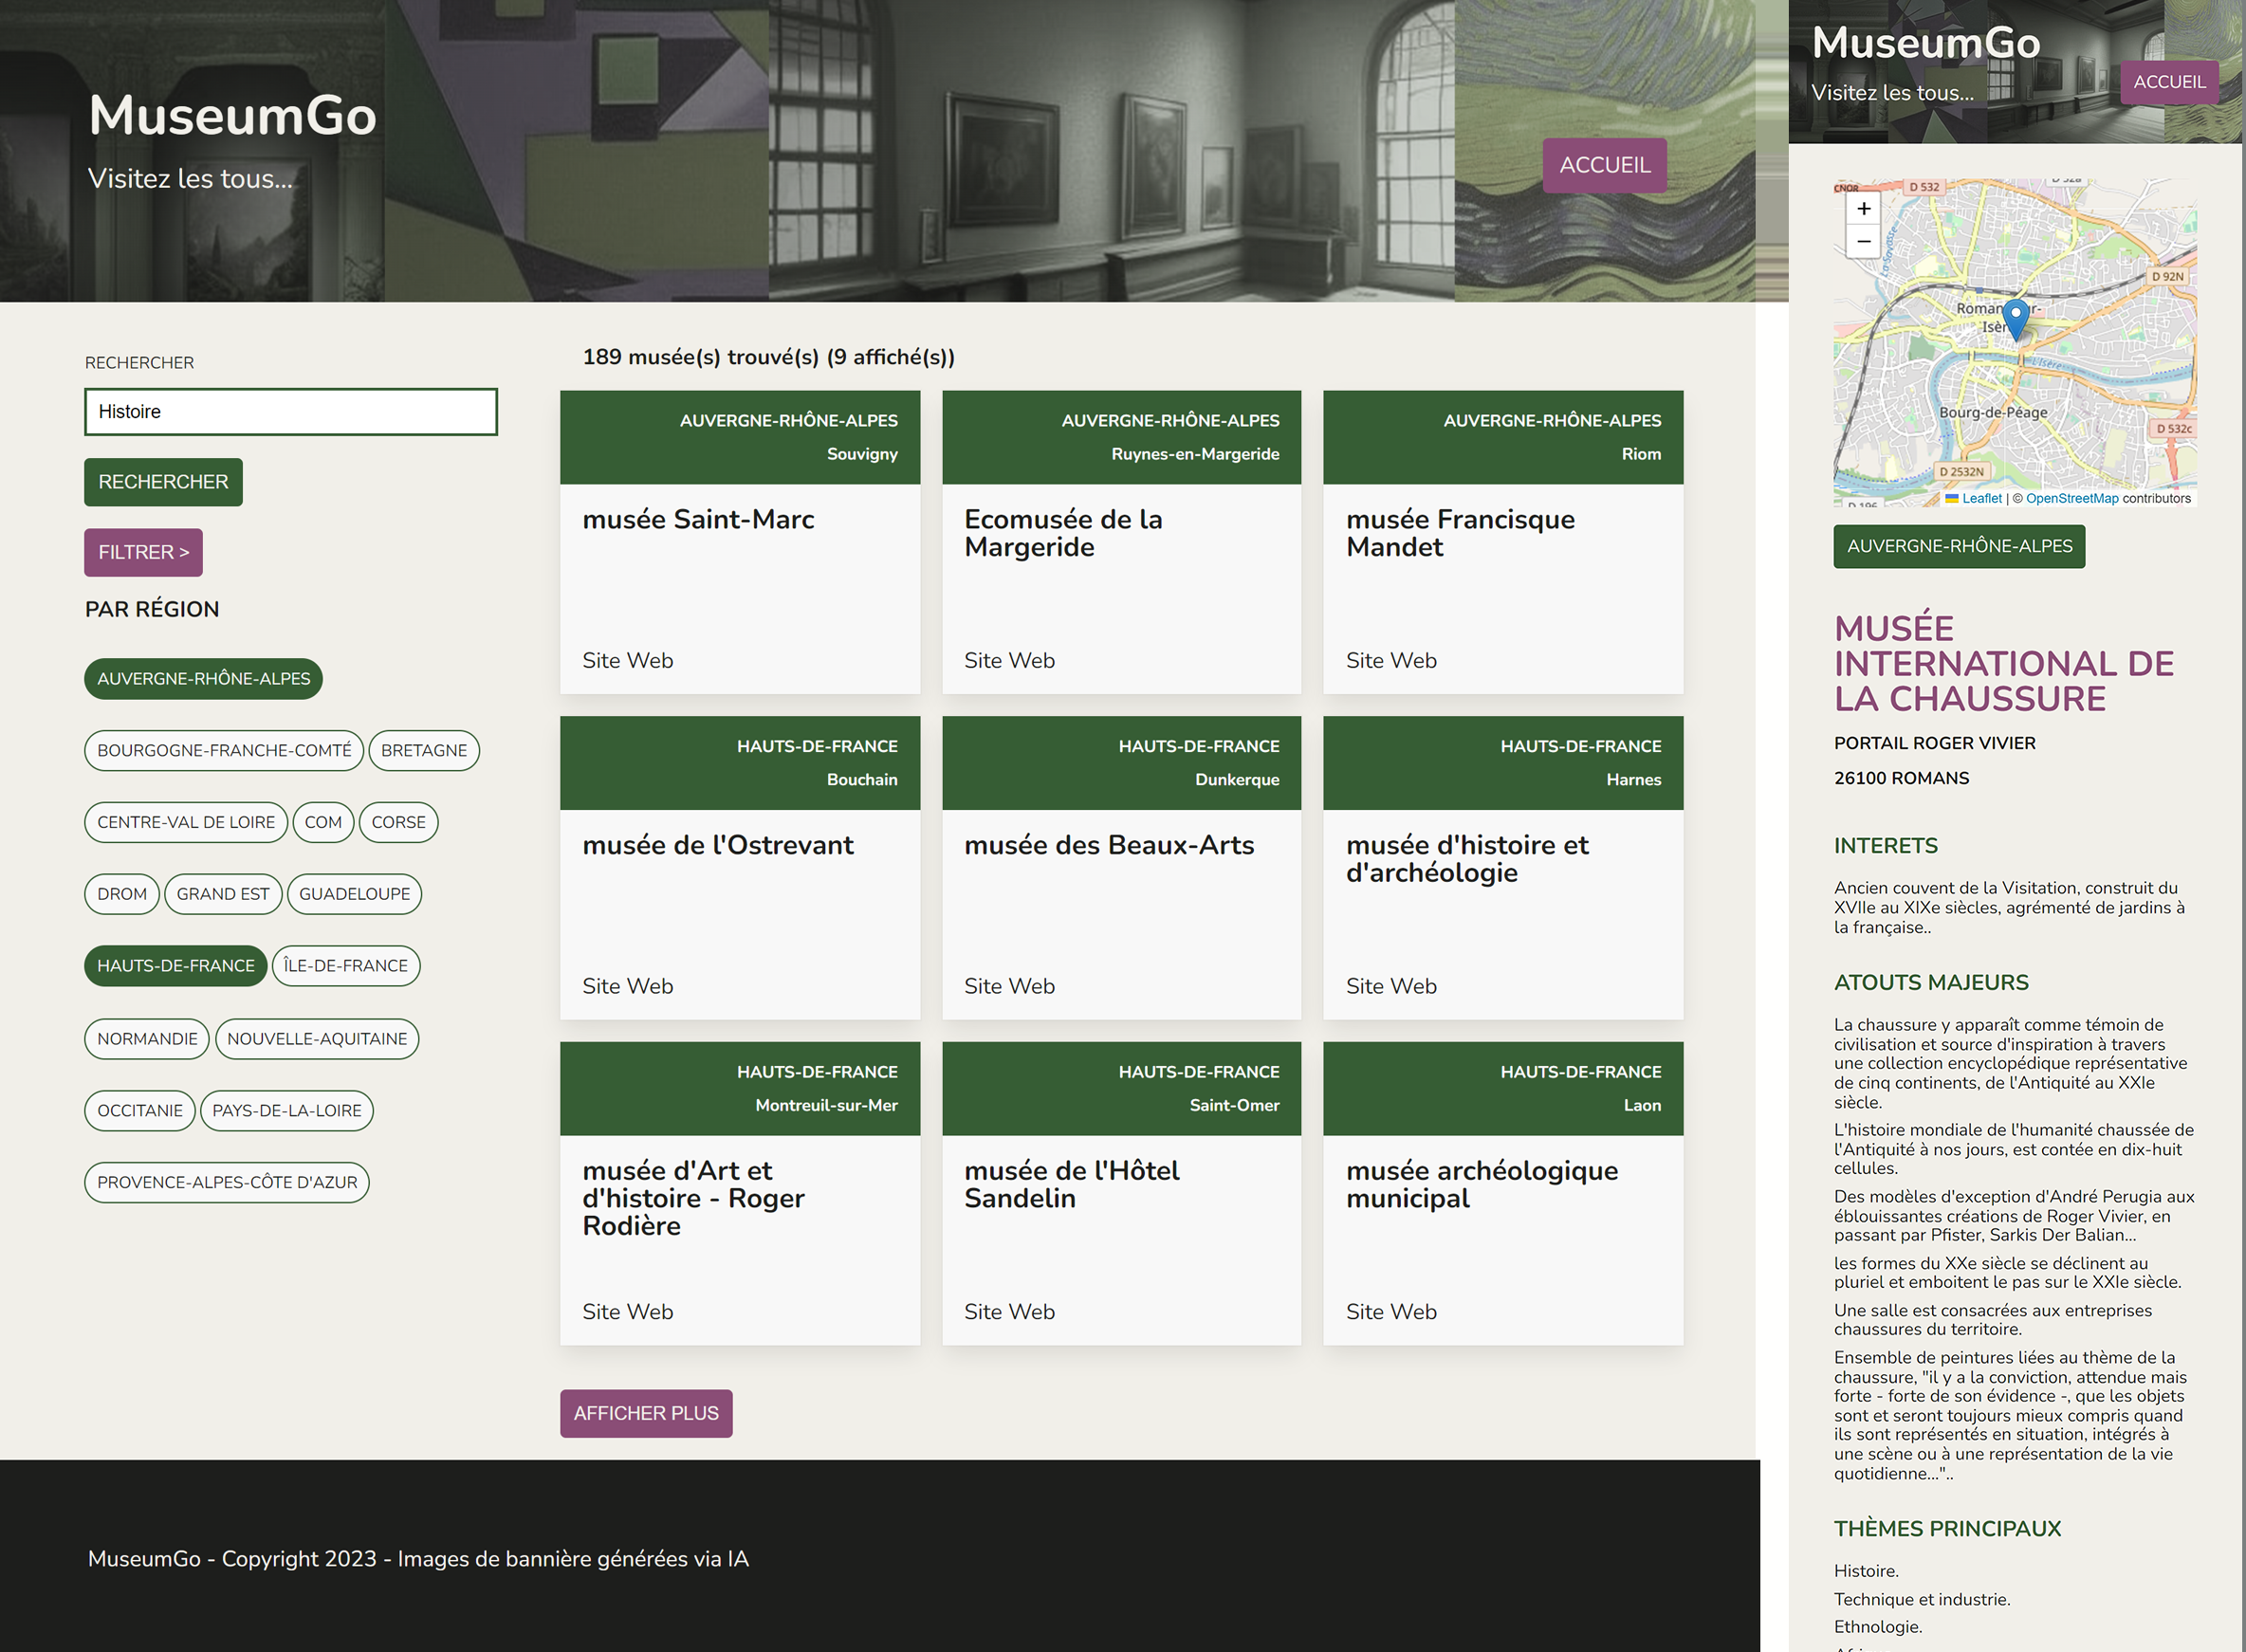 MuseumGo
Visitez les tous...
ACCUEIL
RECHERCHER
Histoire
RECHERCHER
FILTRER >
PAR RÉGION
AUVERGNE-RHÔNE-ALPES
BOURGOGNE-FRANCHE-COMTÉ BRETAGNE
CENTRE-VAL DE LOIRE COM CORSE
DROM GRAND EST GUADELOUPE
HAUTS-DE-FRANCE ÎLE-DE-FRANCE
NORMANDIE NOUVELLE-AQUITAINE
OCCITANIE PAYS-DE-LA-LOIRE
PROVENCE-ALPES-CÔTE D'AZUR
189 musée(s) trouvé(s) (9 affiché(s))
AUVERGNE-RHÔNE-ALPES
Souvigny
musée Saint-Marc
Site Web
AUVERGNE-RHÔNE-ALPES
Ruynes-en-Margeride
Ecomusée de la
Margeride
Site Web
AUVERGNE-RHÔNE-ALPES
Riom
musée Francisque
Mandet
Site Web
HAUTS-DE-FRANCE
Bouchain
musée de l'Ostrevant
Site Web
HAUTS-DE-FRANCE
Dunkerque
musée des Beaux-Arts
Site Web
HAUTS-DE-FRANCE
Harnes
musée d'histoire et
d'archéologie
Site Web
HAUTS-DE-FRANCE
Montreuil-sur-Mer
musée d'Art et
d'histoire - Roger
Rodière
Site Web
HAUTS-DE-FRANCE
Saint-Omer
musée de l'Hôtel
Sandelin
Site Web
HAUTS-DE-FRANCE
Laon
musée archéologique
municipal
Site Web
AFFICHER PLUS
MuseumGo - Copyright 2023 - Images de bannière générées via IA
MuseumGo
Visitez les tous...
ACCUEIL
D 532
+
−
La Savasse
D 92N
L'Isère
Bourg-de-Péage
D 532c
D 2532N
Leaflet | © OpenStreetMap contributors
AUVERGNE-RHÔNE-ALPES
MUSÉE
INTERNATIONAL DE
LA CHAUSSURE
PORTAIL ROGER VIVIER
26100 ROMANS
INTERETS
Ancien couvent de la Visitation, construit du
XVIIe au XIXe siècles, agrémenté de jardins à
la française..
ATOUTS MAJEURS
La chaussure y apparaît comme témoin de
civilisation et source d'inspiration à travers
une collection encyclopédique représentative
de cinq continents, de l'Antiquité au XXIe
siècle.
L'histoire mondiale de l'humanité chaussée de
l'Antiquité à nos jours, est contée en dix-huit
cellules.
Des modèles d'exception d'André Perugia aux
éblouissantes créations de Roger Vivier, en
passant par Pfister, Sarkis Der Balian...
les formes du XXe siècle se déclinent au
pluriel et emboitent le pas sur le XXIe siècle.
Une salle est consacrées aux entreprises
chaussures du territoire.
Ensemble de peintures liées au thème de la
chaussure, "il y a la conviction, attendue mais
forte - forte de son évidence -, que les objets
sont et seront toujours mieux compris quand
ils sont représentés en situation, intégrés à
une scène ou à une représentation de la vie
quotidienne..."..
THÈMES PRINCIPAUX
Histoire.
Technique et industrie.
Ethnologie.